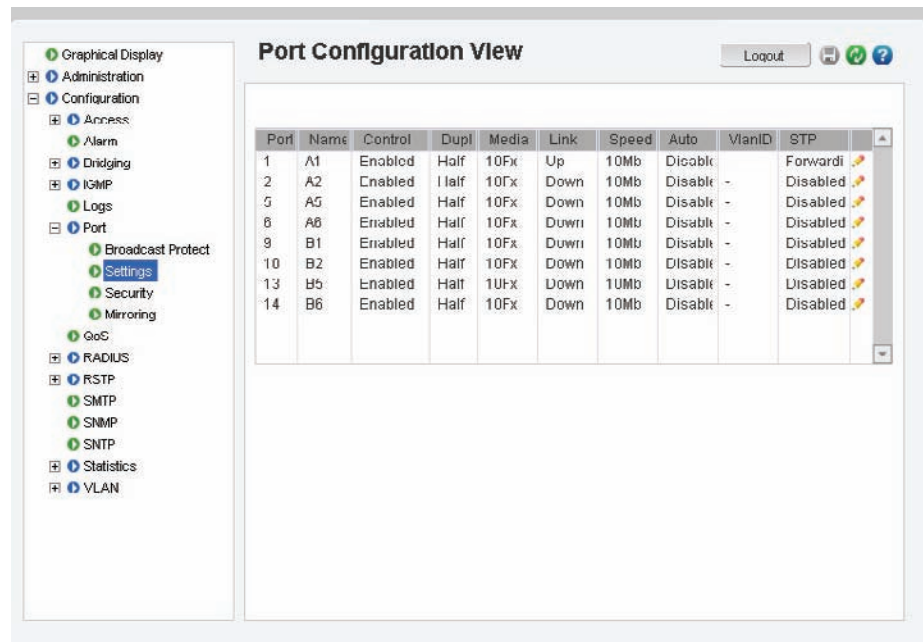 Port Configuration View
Logout
Graphical Display
Administration
Configuration
Access
Alarm
Bridging
IGMP
Logs
Port
Broadcast Protect
Settings
Security
Mirroring
QoS
RADIUS
RSTP
SMTP
SNMP
SNTP
Statistics
VLAN
Port Name Control Dupl Media Link Speed Auto VlanID STP
1 A1 Enabled Half 10Fx Up 10Mb Disable Forwardi
2 A2 Enabled Half 10Fx Down 10Mb Disable - Disabled
5 A5 Enabled Half 10Fx Down 10Mb Disable - Disabled
6 A6 Enabled Half 10Fx Down 10Mb Disable - Disabled
9 B1 Enabled Half 10Fx Down 10Mb Disable - Disabled
10 B2 Enabled Half 10Fx Down 10Mb Disable - Disabled
13 B5 Enabled Half 10Fx Down 10Mb Disable - Disabled
14 B6 Enabled Half 10Fx Down 10Mb Disable - Disabled